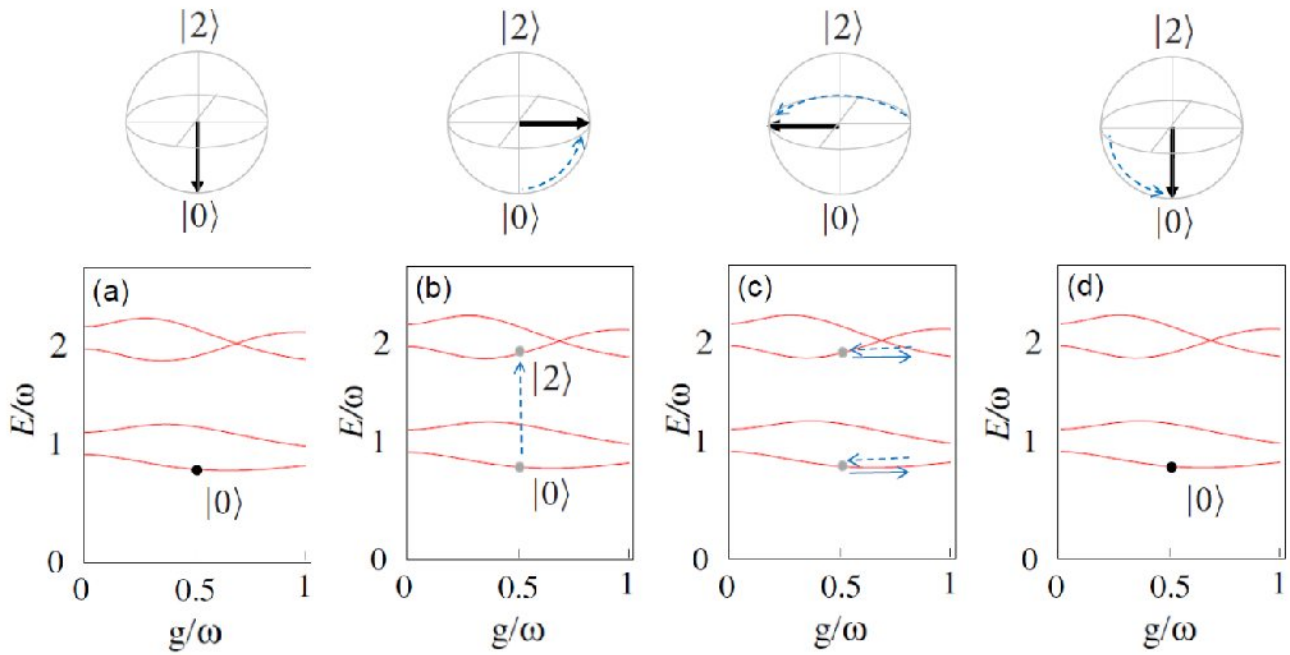 |2⟩ |2⟩ |2⟩ |2⟩
|0⟩ |0⟩ |0⟩ |0⟩
(a) (b) (c) (d)
2 2 2 2
|2⟩
E/ω E/ω E/ω E/ω
1 1 1 1
|0⟩ |0⟩ |0⟩
0 0 0 0
0 0.5 1 0 0.5 1 0 0.5 1 0 0.5 1
g/ω g/ω g/ω g/ω